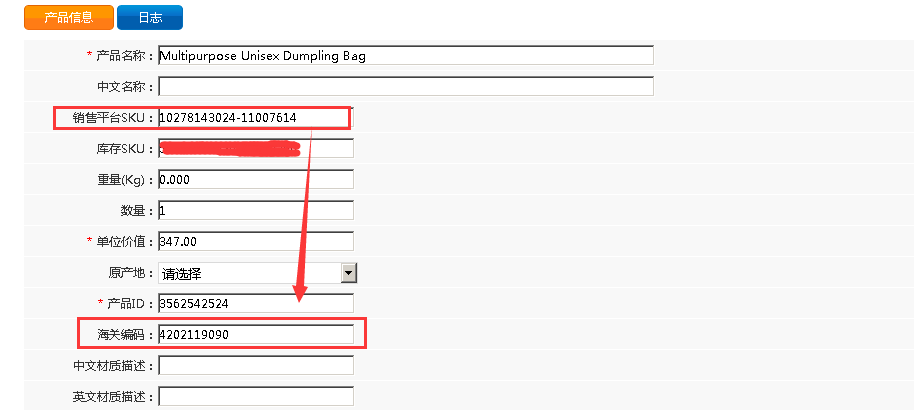 产品信息 日志
* 产品名称： Multipurpose Unisex Dumpling Bag
中文名称：
销售平台SKU： 10278143024-11007614
库存SKU：
重量(Kg)： 0.000
数量： 1
* 单位价值： 347.00
原产地： 请选择
* 产品ID： 3562542524
海关编码： 4202119090
中文材质描述：
英文材质描述：